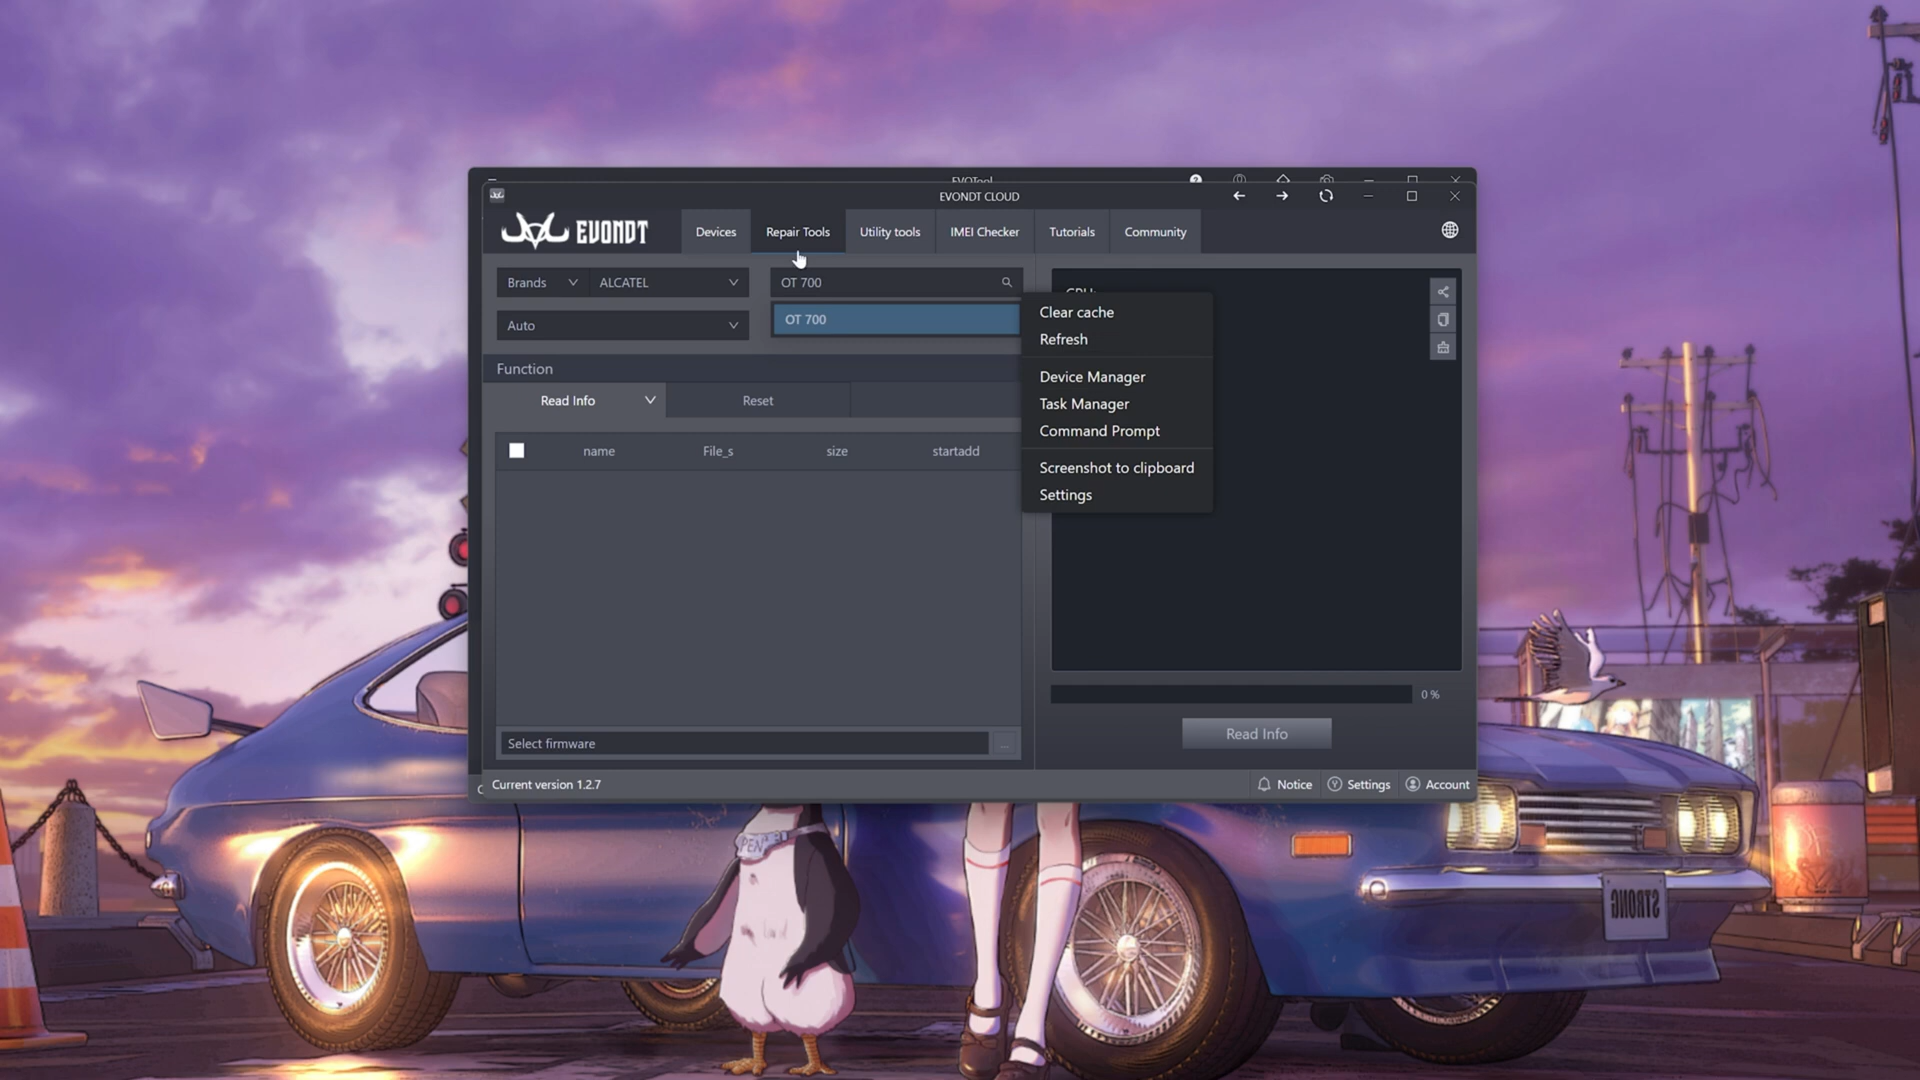 EVOTool
EVONDT CLOUD
EVONDT
Devices
Repair Tools
Utility tools
IMEI Checker
Tutorials
Community
Brands
ALCATEL
OT 700
Auto
OT 700
Function
Read Info
Reset
name
File_s
size
startadd
Clear cache
Refresh
Device Manager
Task Manager
Command Prompt
Screenshot to clipboard
Settings
0 %
Select firmware
...
Read Info
Current version 1.2.7
Notice
Settings
Account